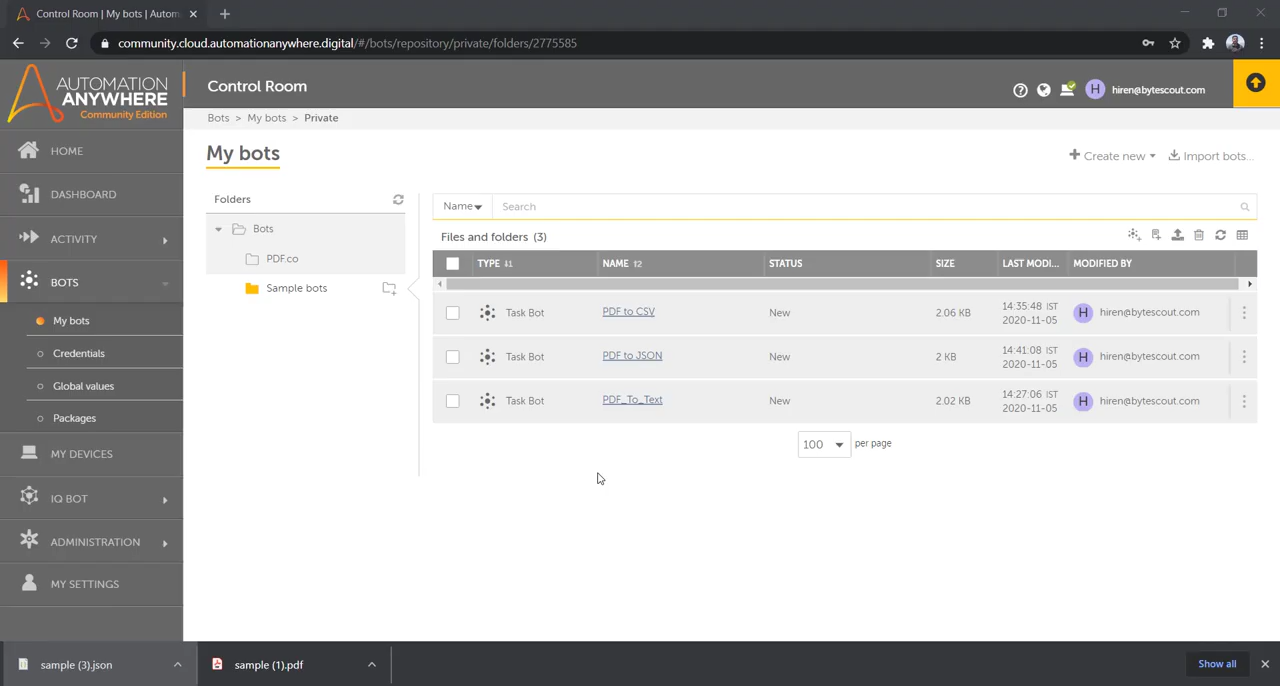 Control Room | My bots | Autom
community.cloud.automationanywhere.digital/#/bots/repository/private/folders/2775585
AUTOMATION
ANYWHERE
Community Edition
Control Room
H
hiren@bytescout.com
Bots > My bots > Private
HOME
DASHBOARD
ACTIVITY
BOTS
My bots
Credentials
Global values
Packages
MY DEVICES
IQ BOT
ADMINISTRATION
MY SETTINGS
My bots
Create new
Import bots...
Folders
Bots
PDF.co
Sample bots
Name
Search
Files and folders (3)
TYPE NAME STATUS SIZE LAST MODI... MODIFIED BY
Task Bot PDF to CSV New 2.06 KB 14:35:48 IST H hiren@bytescout.com
2020-11-05
Task Bot PDF to JSON New 2 KB 14:41:08 IST H hiren@bytescout.com
2020-11-05
Task Bot PDF_To_Text New 2.02 KB 14:27:06 IST H hiren@bytescout.com
2020-11-05
100 per page
sample (3).json
sample (1).pdf
Show all